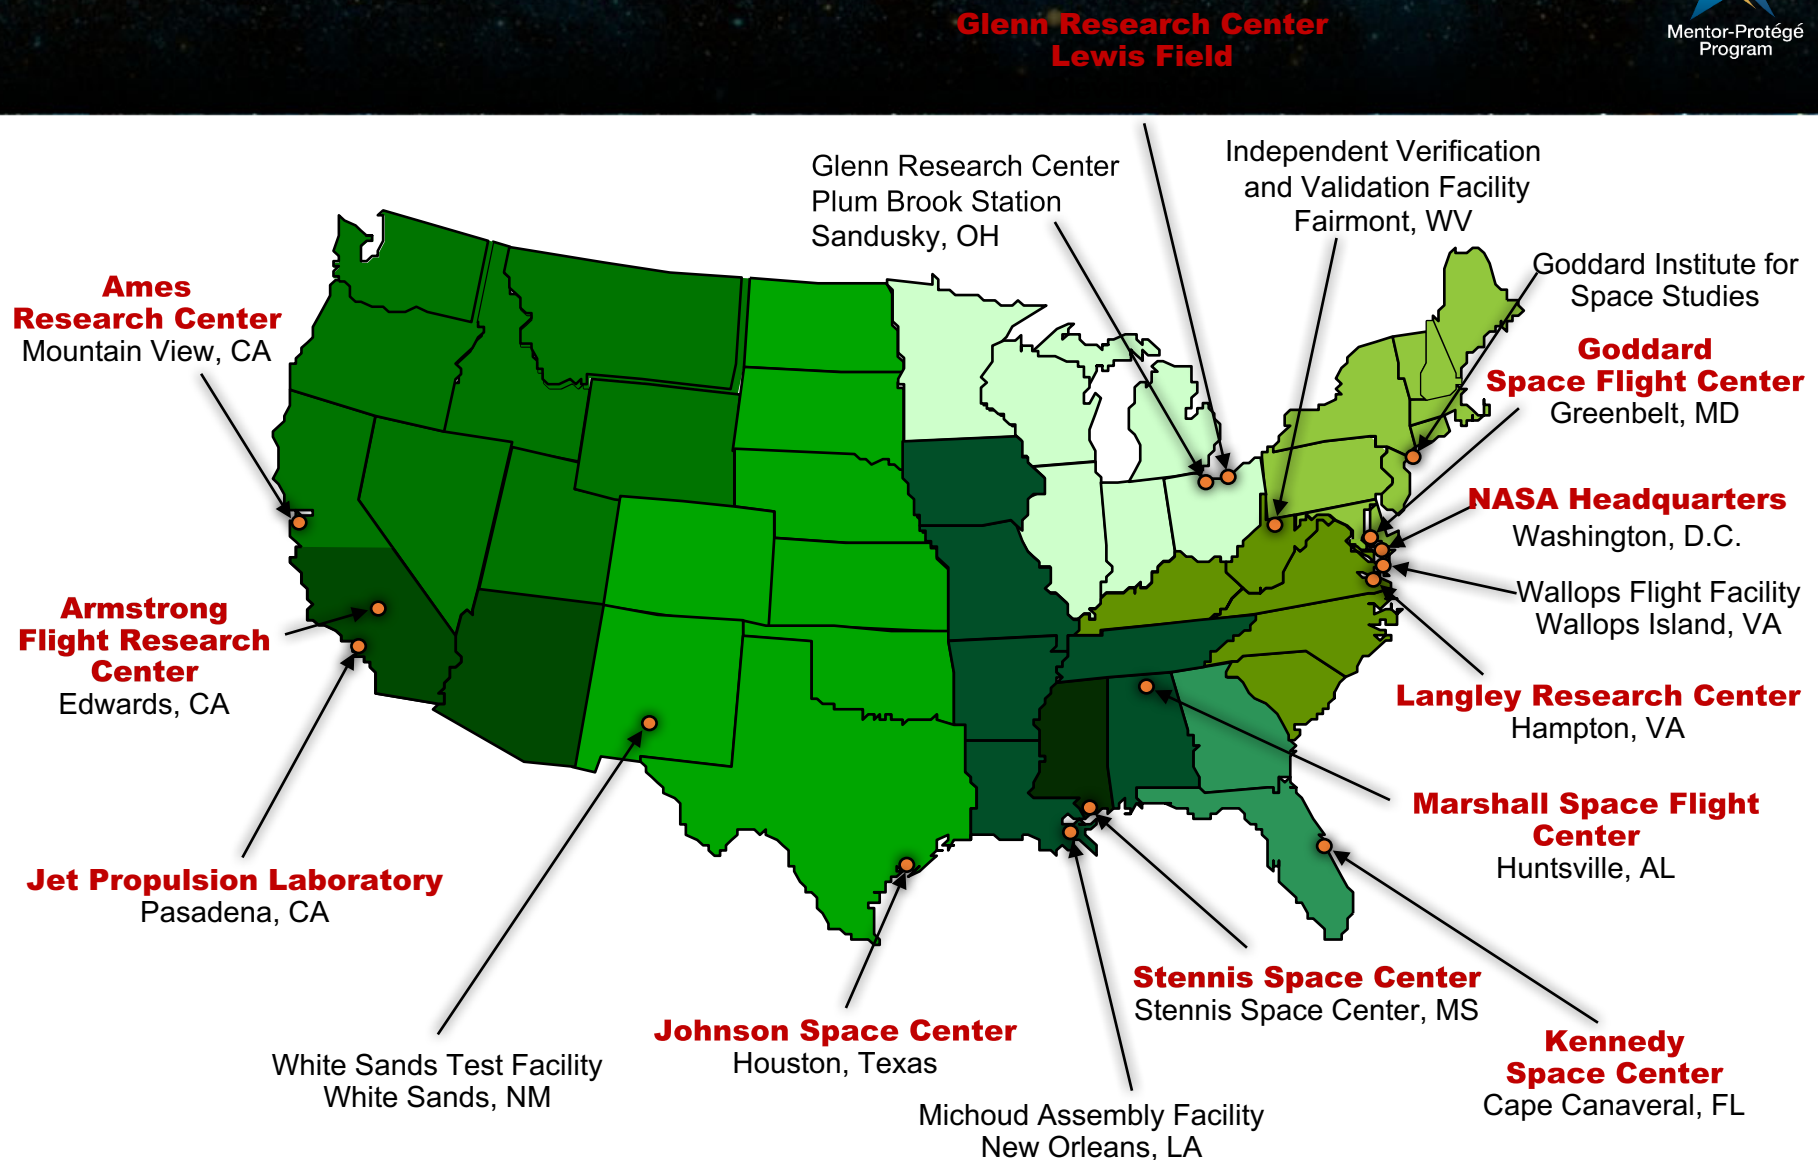 Glenn Research Center
Lewis Field
Mentor-Protégé
Program
Glenn Research Center
Plum Brook Station
Sandusky, OH
Independent Verification
and Validation Facility
Fairmont, WV
Goddard Institute for
Space Studies
Ames
Research Center
Mountain View, CA
Goddard
Space Flight Center
Greenbelt, MD
NASA Headquarters
Washington, D.C.
Wallops Flight Facility
Wallops Island, VA
Armstrong
Flight Research
Center
Edwards, CA
Langley Research Center
Hampton, VA
Marshall Space Flight
Center
Huntsville, AL
Jet Propulsion Laboratory
Pasadena, CA
Stennis Space Center
Stennis Space Center, MS
Johnson Space Center
Houston, Texas
Kennedy
Space Center
Cape Canaveral, FL
White Sands Test Facility
White Sands, NM
Michoud Assembly Facility
New Orleans, LA